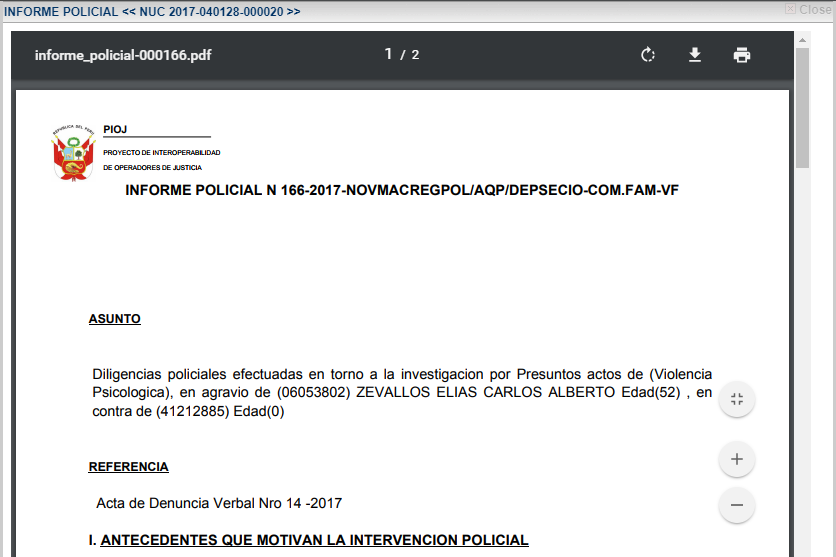 INFORME POLICIAL << NUC 2017-040128-000020 >>
Close
informe_policial-000166.pdf
1 / 2
REPUBLICA DEL PERU
PIOJ
PROYECTO DE INTEROPERABILIDAD
DE OPERADORES DE JUSTICIA
INFORME POLICIAL N 166-2017-NOVMACREGPOL/AQP/DEPSECIO-COM.FAM-VF
ASUNTO
Diligencias policiales efectuadas en torno a la investigacion por Presuntos actos de (Violencia
Psicologica), en agravio de (06053802) ZEVALLOS ELIAS CARLOS ALBERTO Edad(52) , en
contra de (41212885) Edad(0)
REFERENCIA
Acta de Denuncia Verbal Nro 14 -2017
I. ANTECEDENTES QUE MOTIVAN LA INTERVENCION POLICIAL